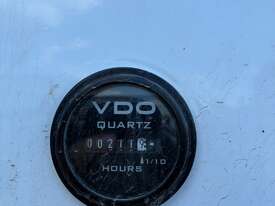 VDO
QUARTZ
00211
1/10
HOURS